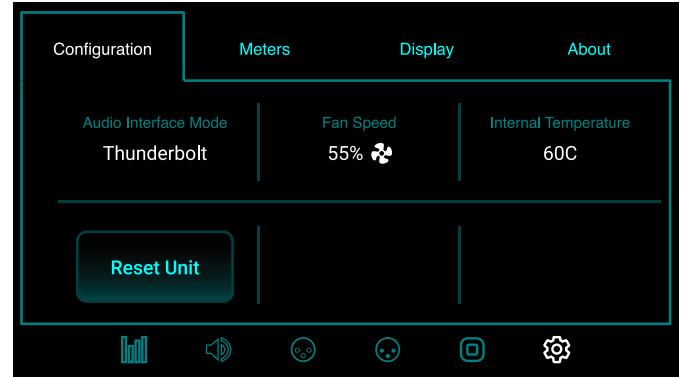 Configuration Meters Display About
Audio Interface Mode Fan Speed Internal Temperature
Thunderbolt 55% 60C
Reset Unit